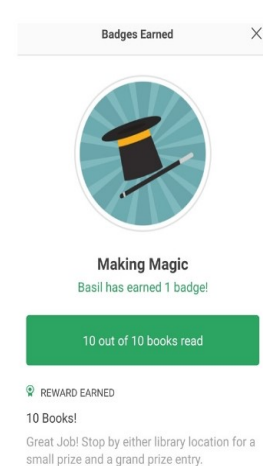 Badges Earned
Making Magic
Basil has earned 1 badge!
10 out of 10 books read
REWARD EARNED
10 Books!
Great Job! Stop by either library location for a
small prize and a grand prize entry.